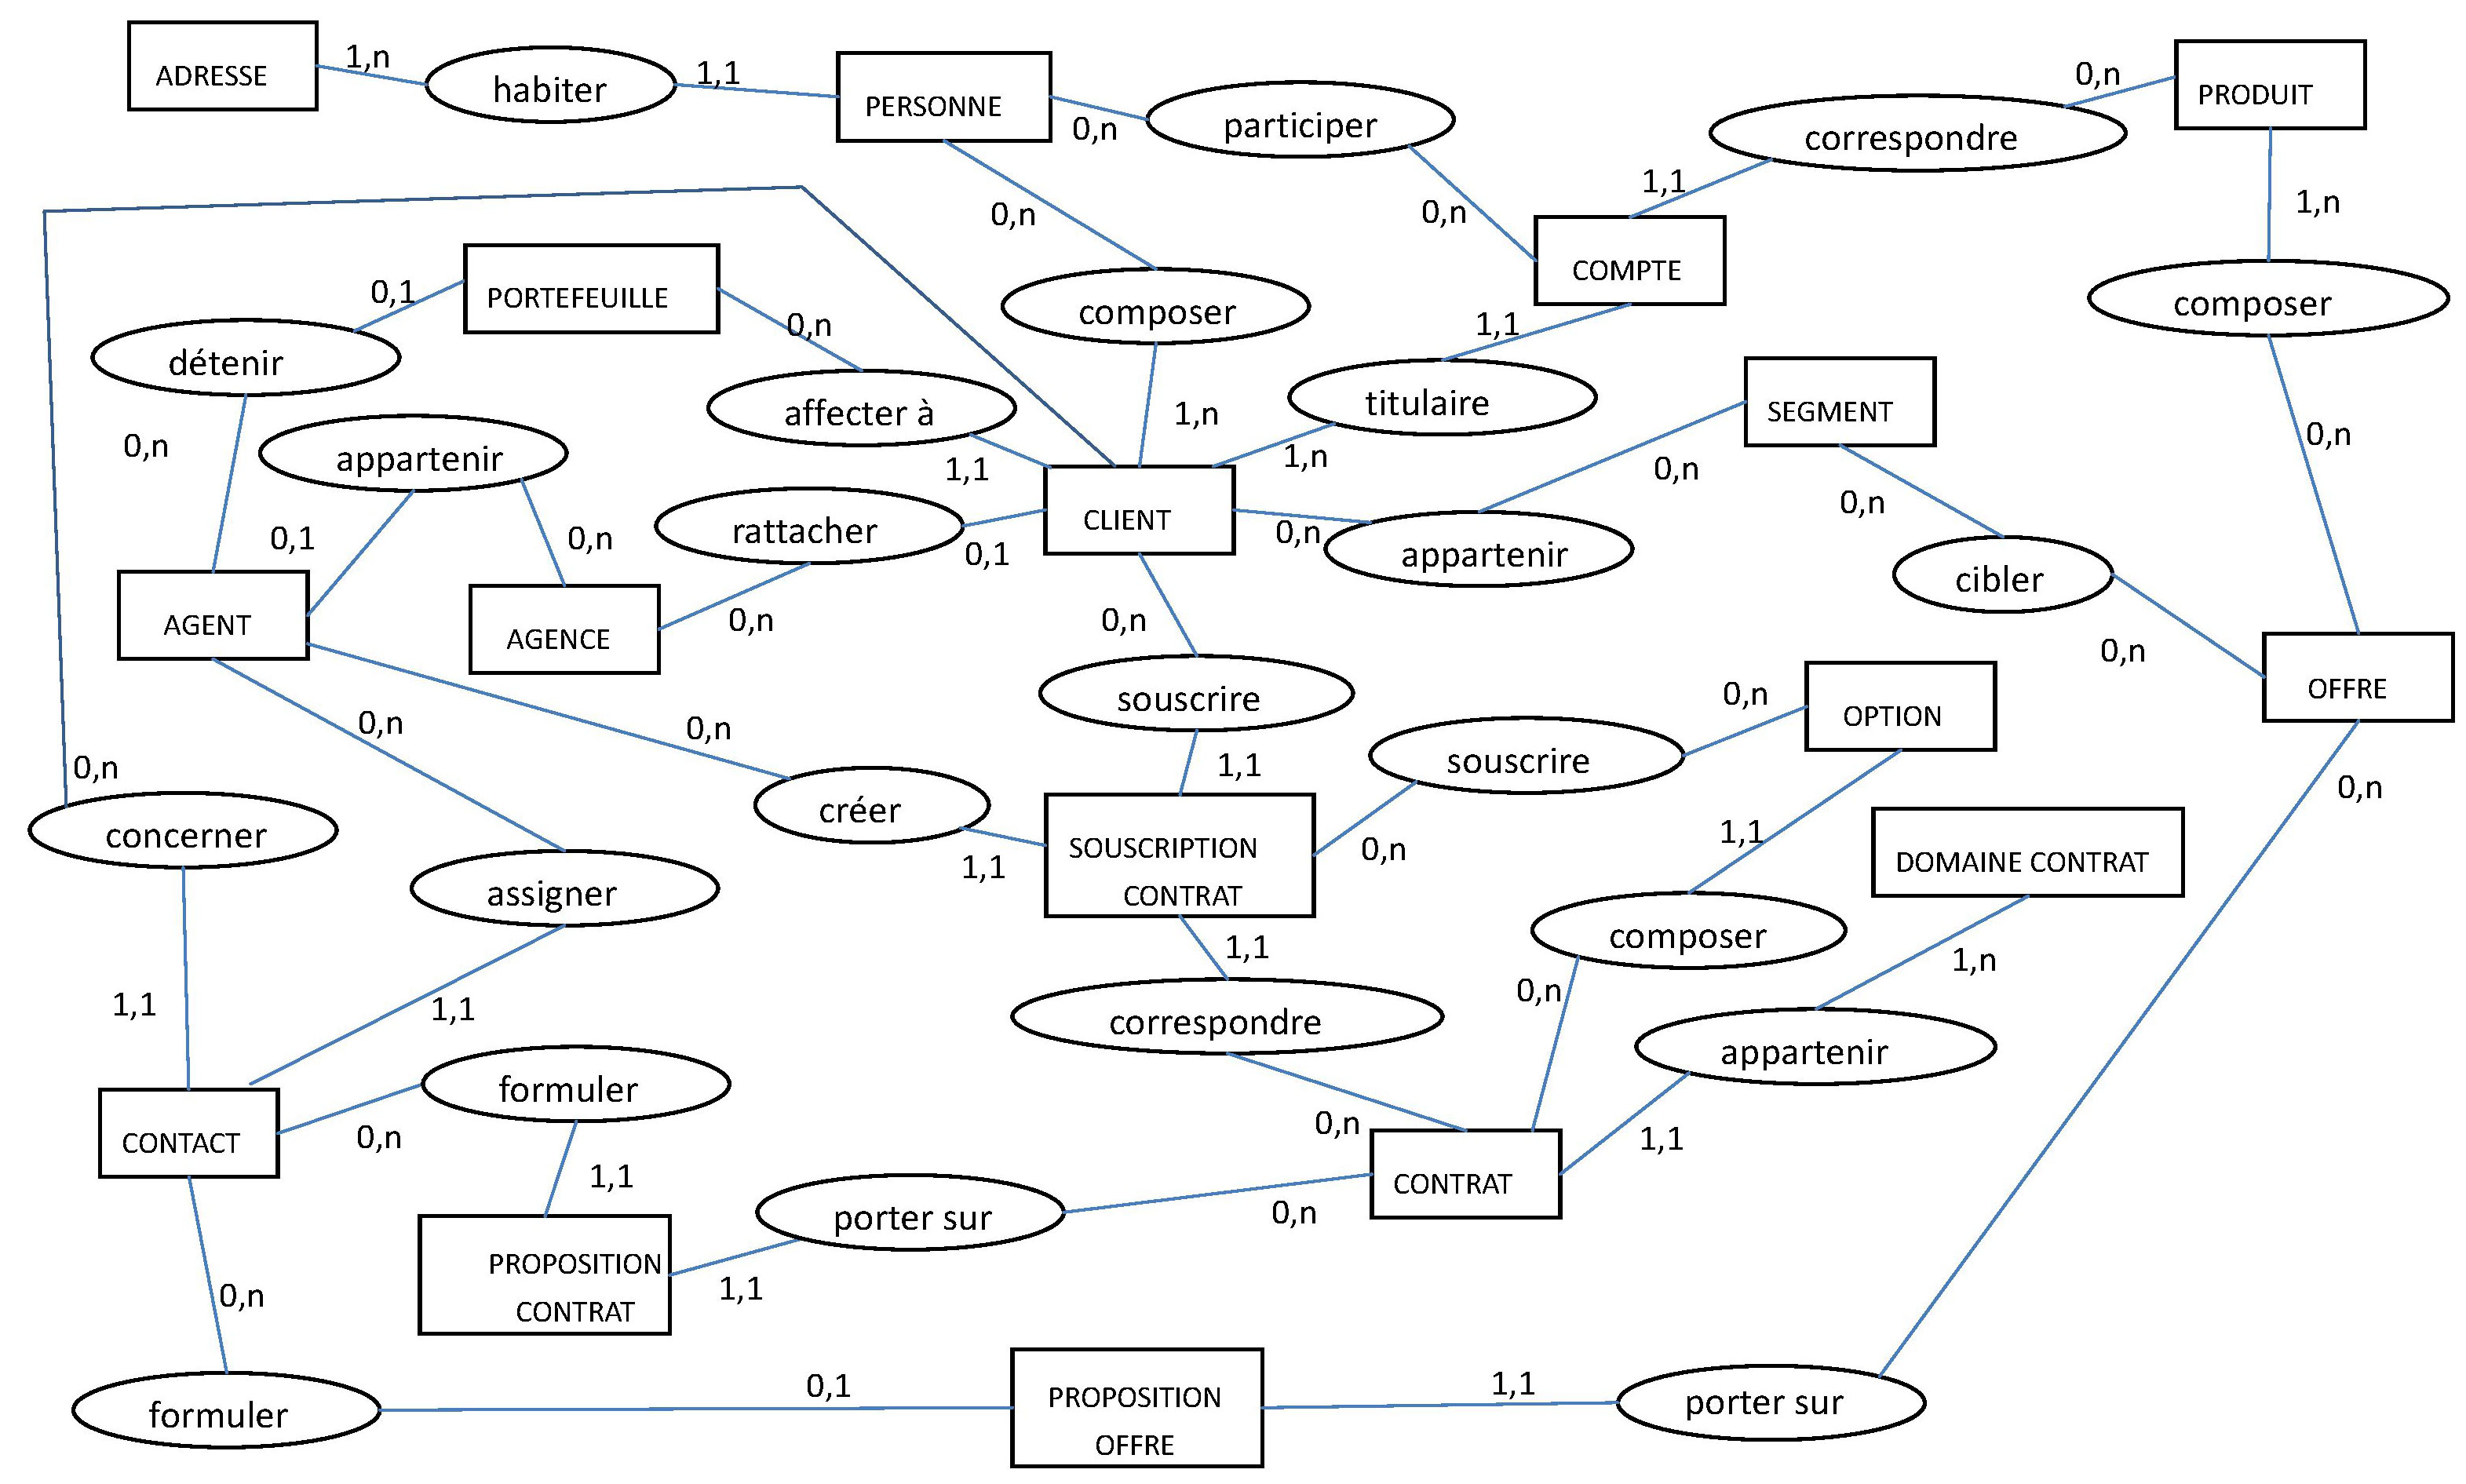 ADRESSE
1,n
habiter
1,1
PERSONNE
0,n
participer
correspondre
0,n
PRODUIT
1,1
0,n
0,n
1,n
PORTEFEUILLE
0,1
0,n
composer
COMPTE
composer
1,1
détenir
affecter à
titulaire
SEGMENT
1,n
0,n
0,n
appartenir
1,1
1,n
0,n
0,n
0,1
0,n
rattacher
0,1
CLIENT
0,n
appartenir
cibler
AGENT
AGENCE
0,n
0,n
0,n
OFFRE
souscrire
0,n
OPTION
0,n
0,n
souscrire
1,1
0,n
0,n
créer
concerner
1,1
SOUSCRIPTION
CONTRAT
0,n
1,1
DOMAINE CONTRAT
assigner
1,1
composer
1,n
1,1
1,1
0,n
correspondre
appartenir
formuler
CONTACT
0,n
0,n
1,1
1,1
CONTRAT
porter sur
0,n
PROPOSITION
CONTRAT
1,1
0,n
formuler
0,1
PROPOSITION
OFFRE
1,1
porter sur